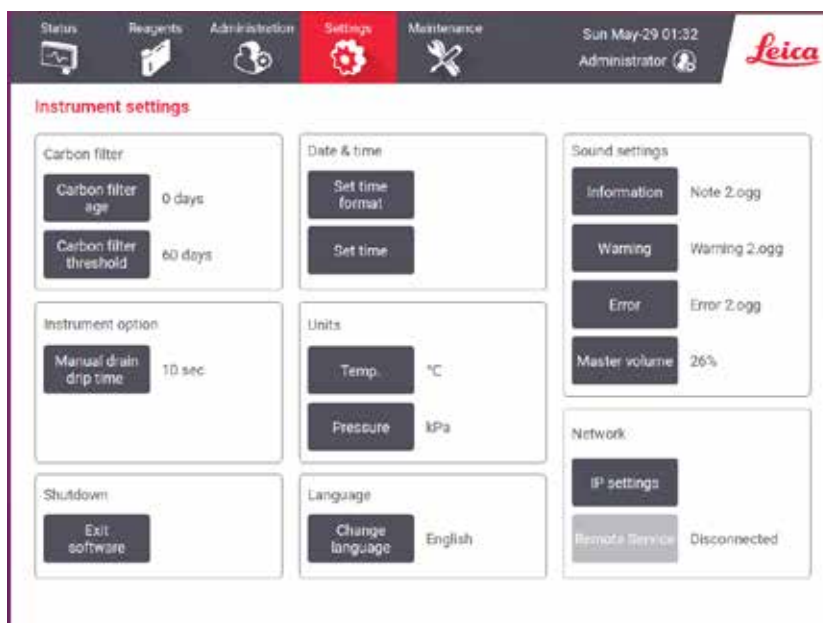 Status
Reagents
Administration
Settings
Maintenance
Sun May-29 01:32
Administrator
Leica
Instrument settings
Carbon filter
Carbon filter
age
0 days
Carbon filter
threshold
60 days
Instrument option
Manual drain
drip time
10 sec
Shutdown
Exit
software
Date & time
Set time
format
Set time
Units
Temp.
°C
Pressure
kPa
Language
Change
language
English
Sound settings
Information
Note 2.ogg
Warning
Warning 2.ogg
Error
Error 2.ogg
Master volume
26%
Network
IP settings
Remote Service
Disconnected